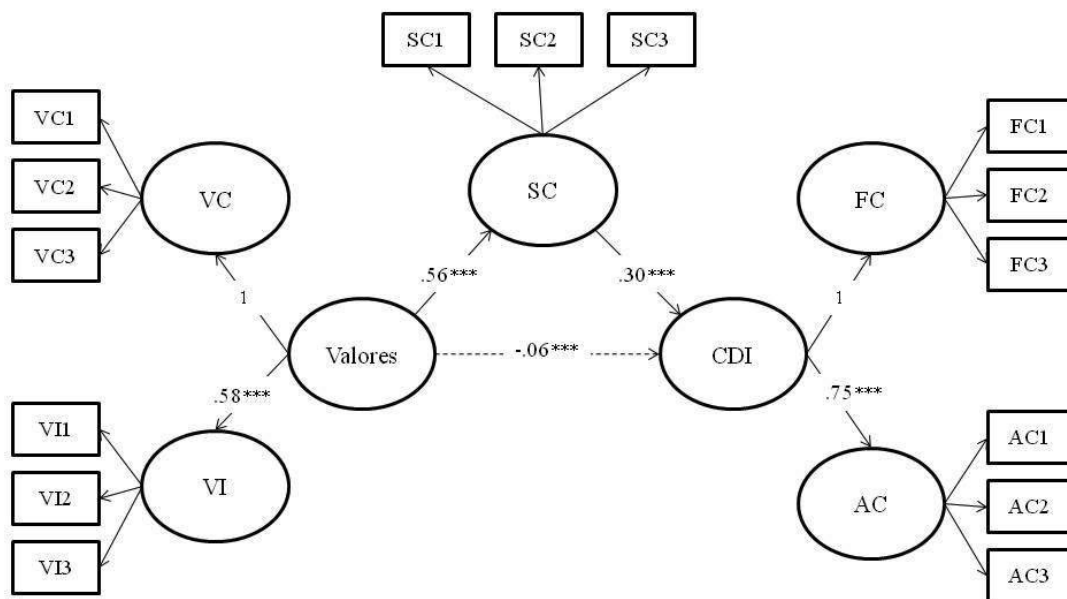 SC1
SC2
SC3
VC1
VC2
VC3
VC
SC
FC
FC1
FC2
FC3
.56***
.30***
1
1
Valores
-.06***
CDI
.58***
.75***
VI1
VI2
VI3
VI
AC
AC1
AC2
AC3